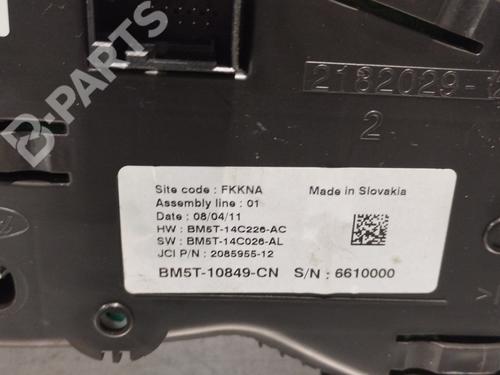 B-PARTS
2132029-
2
Site code : FKKNA
Made in Slovakia
Assembly line : 01
Date : 08/04/11
HW : BM5T-14C226-AC
SW : BM5T-14C026-AL
JCI P/N : 2085955-12
BM5T-10849-CN S/N : 6610000